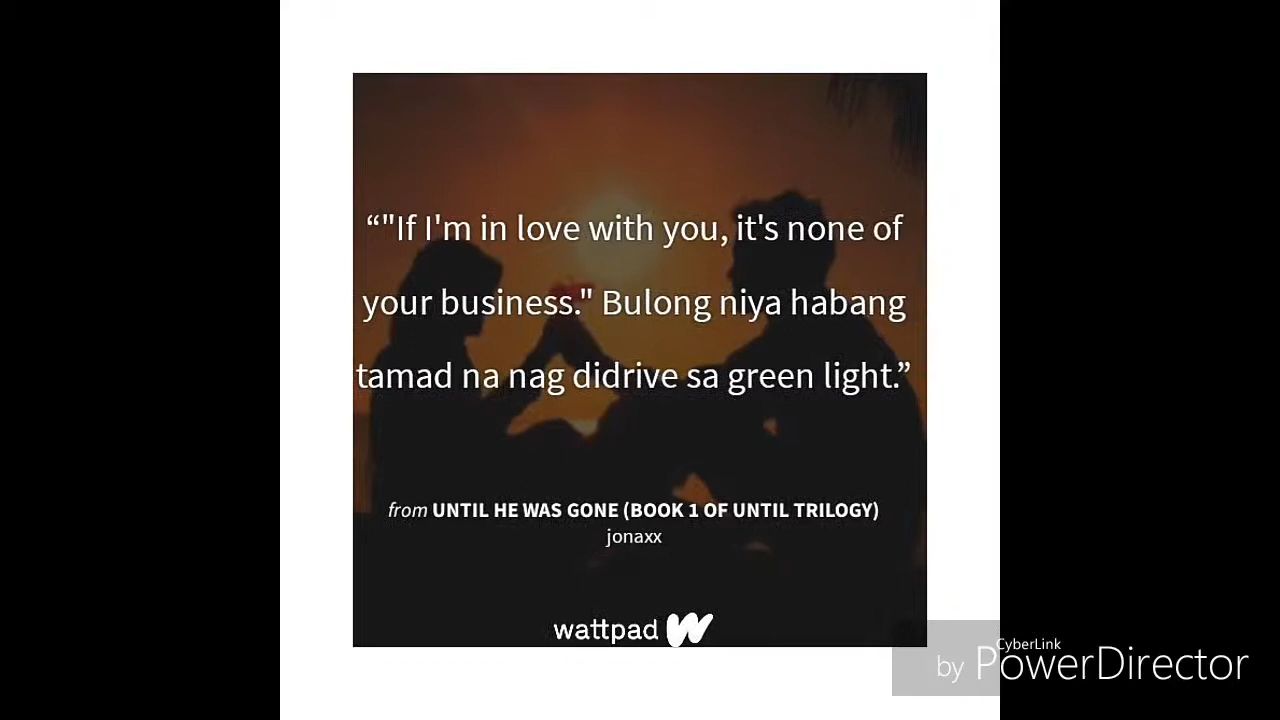 “"If I'm in love with you, it's none of
your business." Bulong niya habang
tamad na nag didrive sa green light.”
from UNTIL HE WAS GONE (BOOK 1 OF UNTIL TRILOGY)
jonaxx
wattpad
CyberLink
by PowerDirector